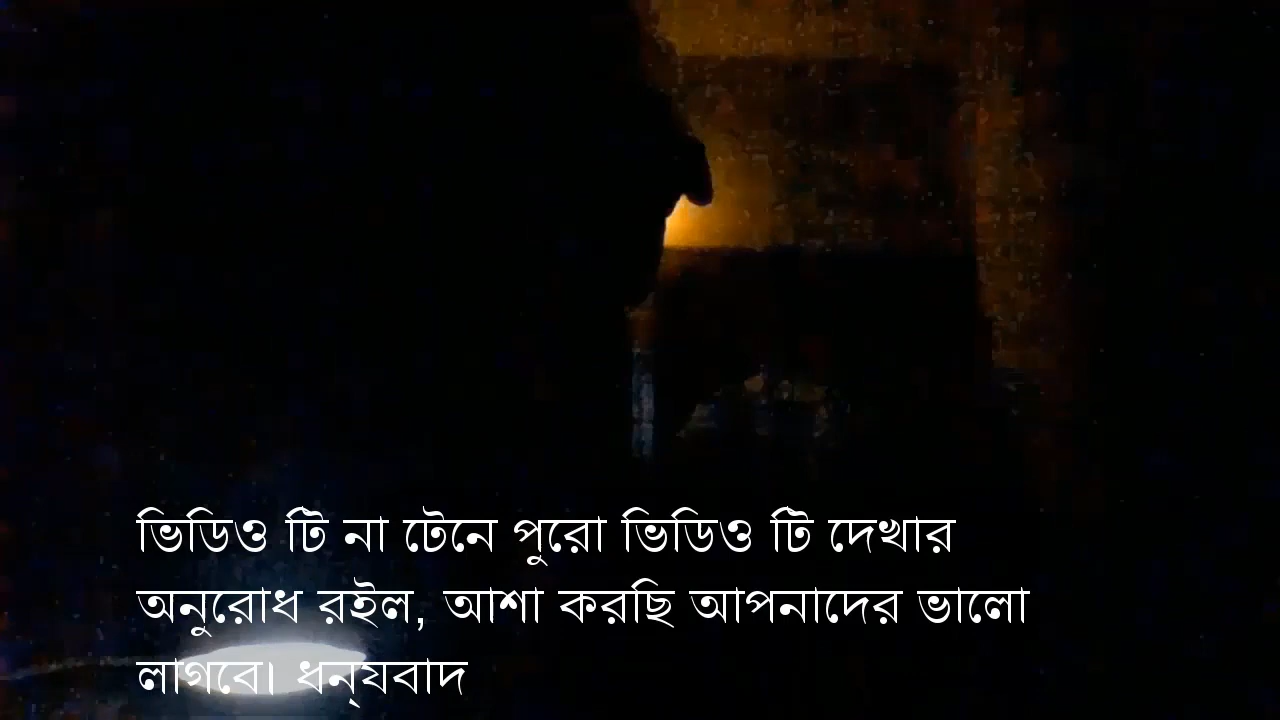 ভিডিও টি না টেনে পুরো ভিডিও টি দেখার
অনুরোধ রইল, আশা করছি আপনাদের ভালো
লাগবে। ধন্‌যবাদ